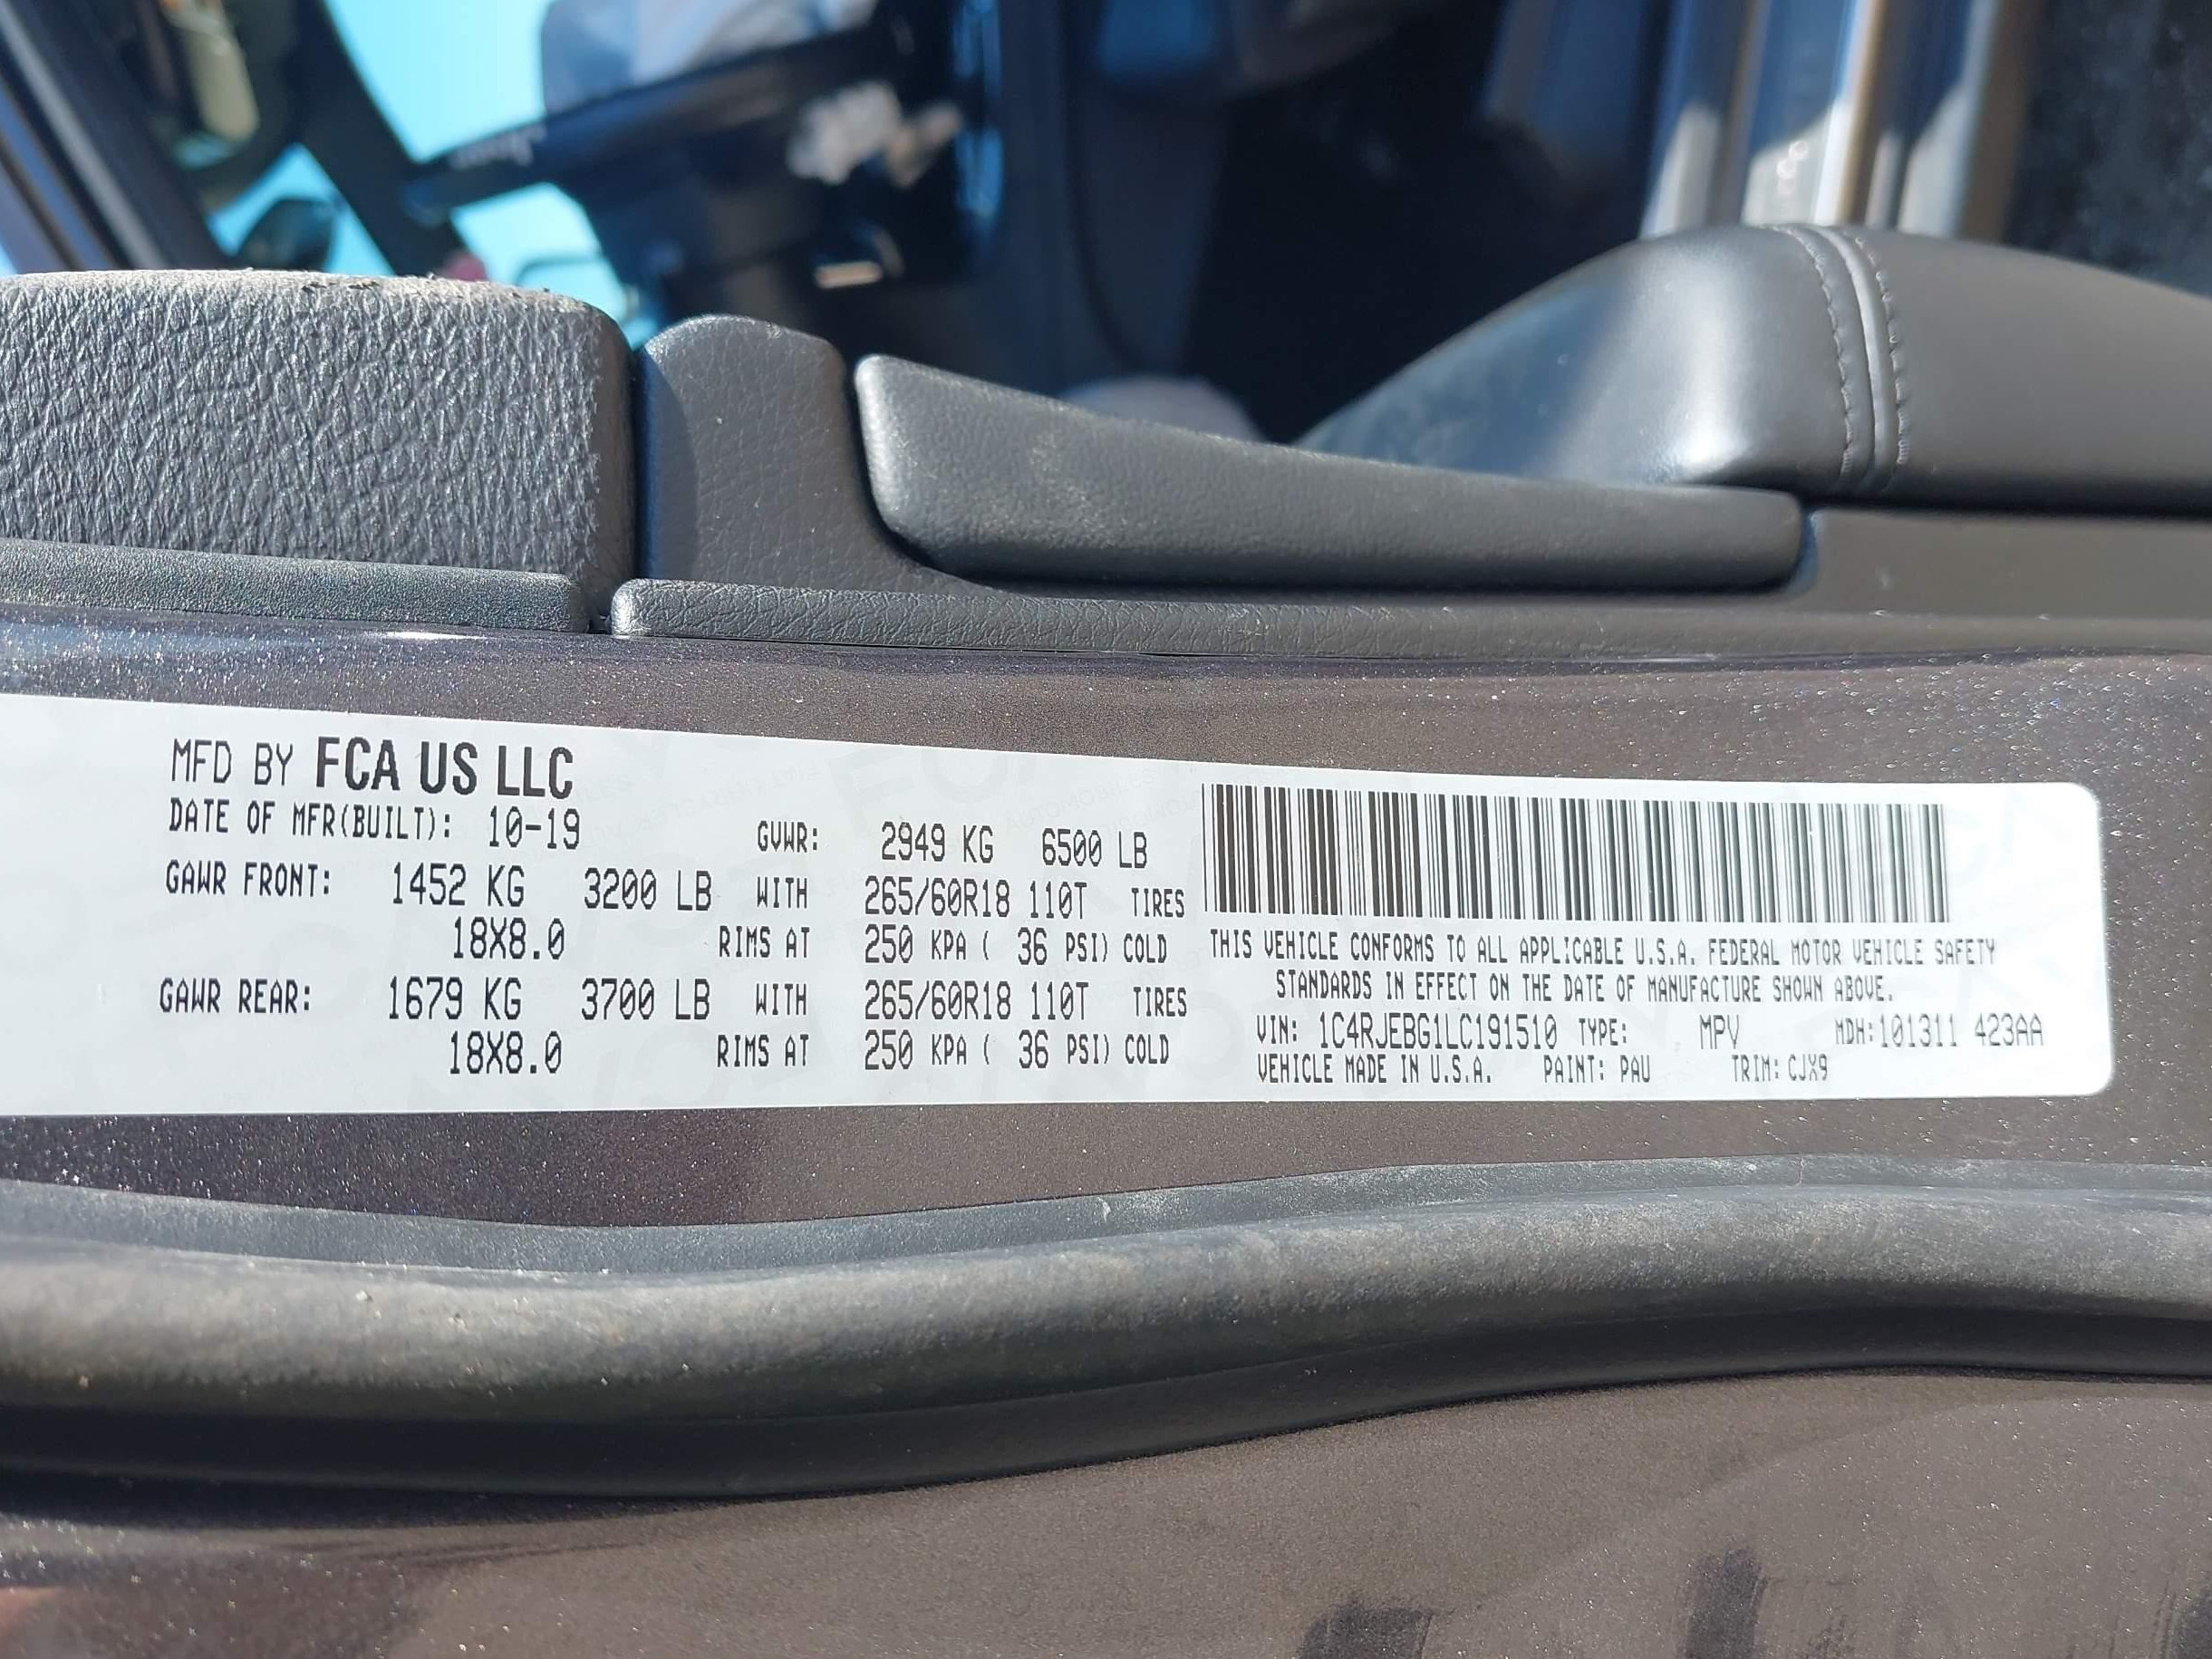 MFD BY FCA US LLC
DATE OF MFR(BUILT): 10-19 GVWR: 2949 KG 6500 LB
GAWR FRONT: 1452 KG 3200 LB WITH 265/60R18 110T TIRES
18X8.0 RIMS AT 250 KPA ( 36 PSI) COLD
GAWR REAR: 1679 KG 3700 LB WITH 265/60R18 110T TIRES
18X8.0 RIMS AT 250 KPA ( 36 PSI) COLD
THIS VEHICLE CONFORMS TO ALL APPLICABLE U.S.A. FEDERAL MOTOR VEHICLE SAFETY
STANDARDS IN EFFECT ON THE DATE OF MANUFACTURE SHOWN ABOVE.
VIN: 1C4RJEBG1LC191510 TYPE: MPV MDH:101311 423AA
VEHICLE MADE IN U.S.A. PAINT: PAU TRIM: CJX9